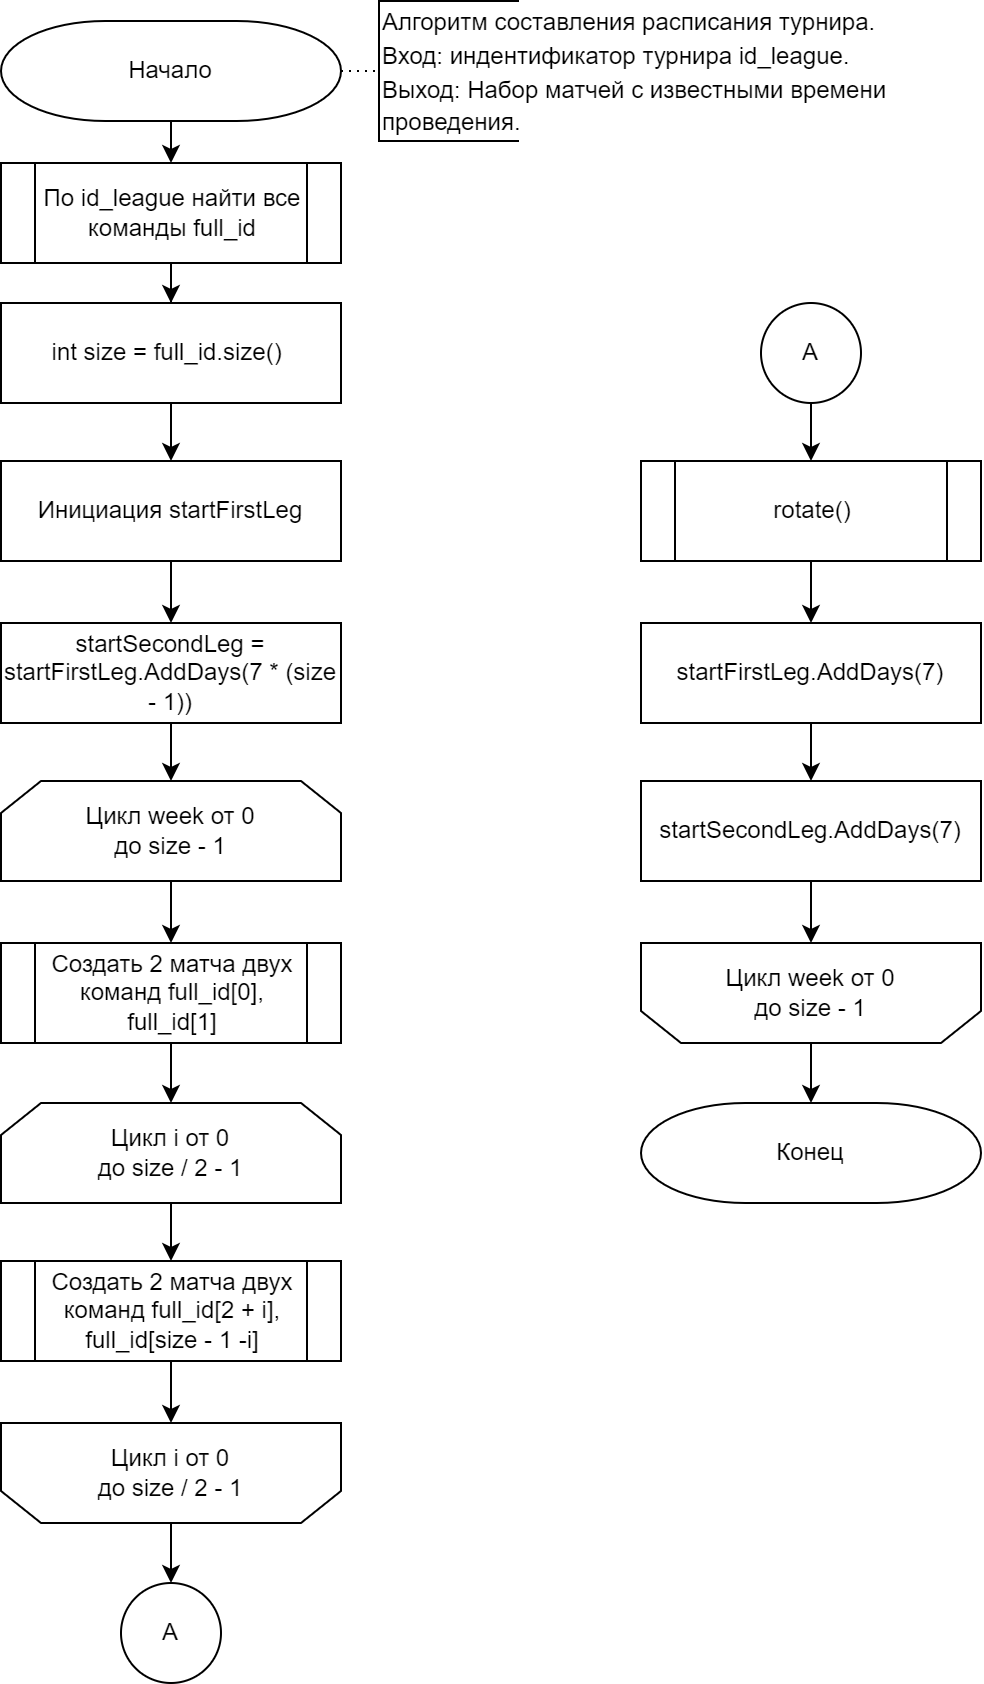 Начало
Алгоритм составления расписания турнира.
Вход: индентификатор турнира id_league.
Выход: Набор матчей с известными времени
проведения.
По id_league найти все
команды full_id
int size = full_id.size()
Инициация startFirstLeg
startSecondLeg =
startFirstLeg.AddDays(7 * (size
- 1))
Цикл week от 0
до size - 1
Создать 2 матча двух
команд full_id[0],
full_id[1]
Цикл i от 0
до size / 2 - 1
Создать 2 матча двух
команд full_id[2 + i],
full_id[size - 1 -i]
Цикл i от 0
до size / 2 - 1
А
А
rotate()
startFirstLeg.AddDays(7)
startSecondLeg.AddDays(7)
Цикл week от 0
до size - 1
Конец